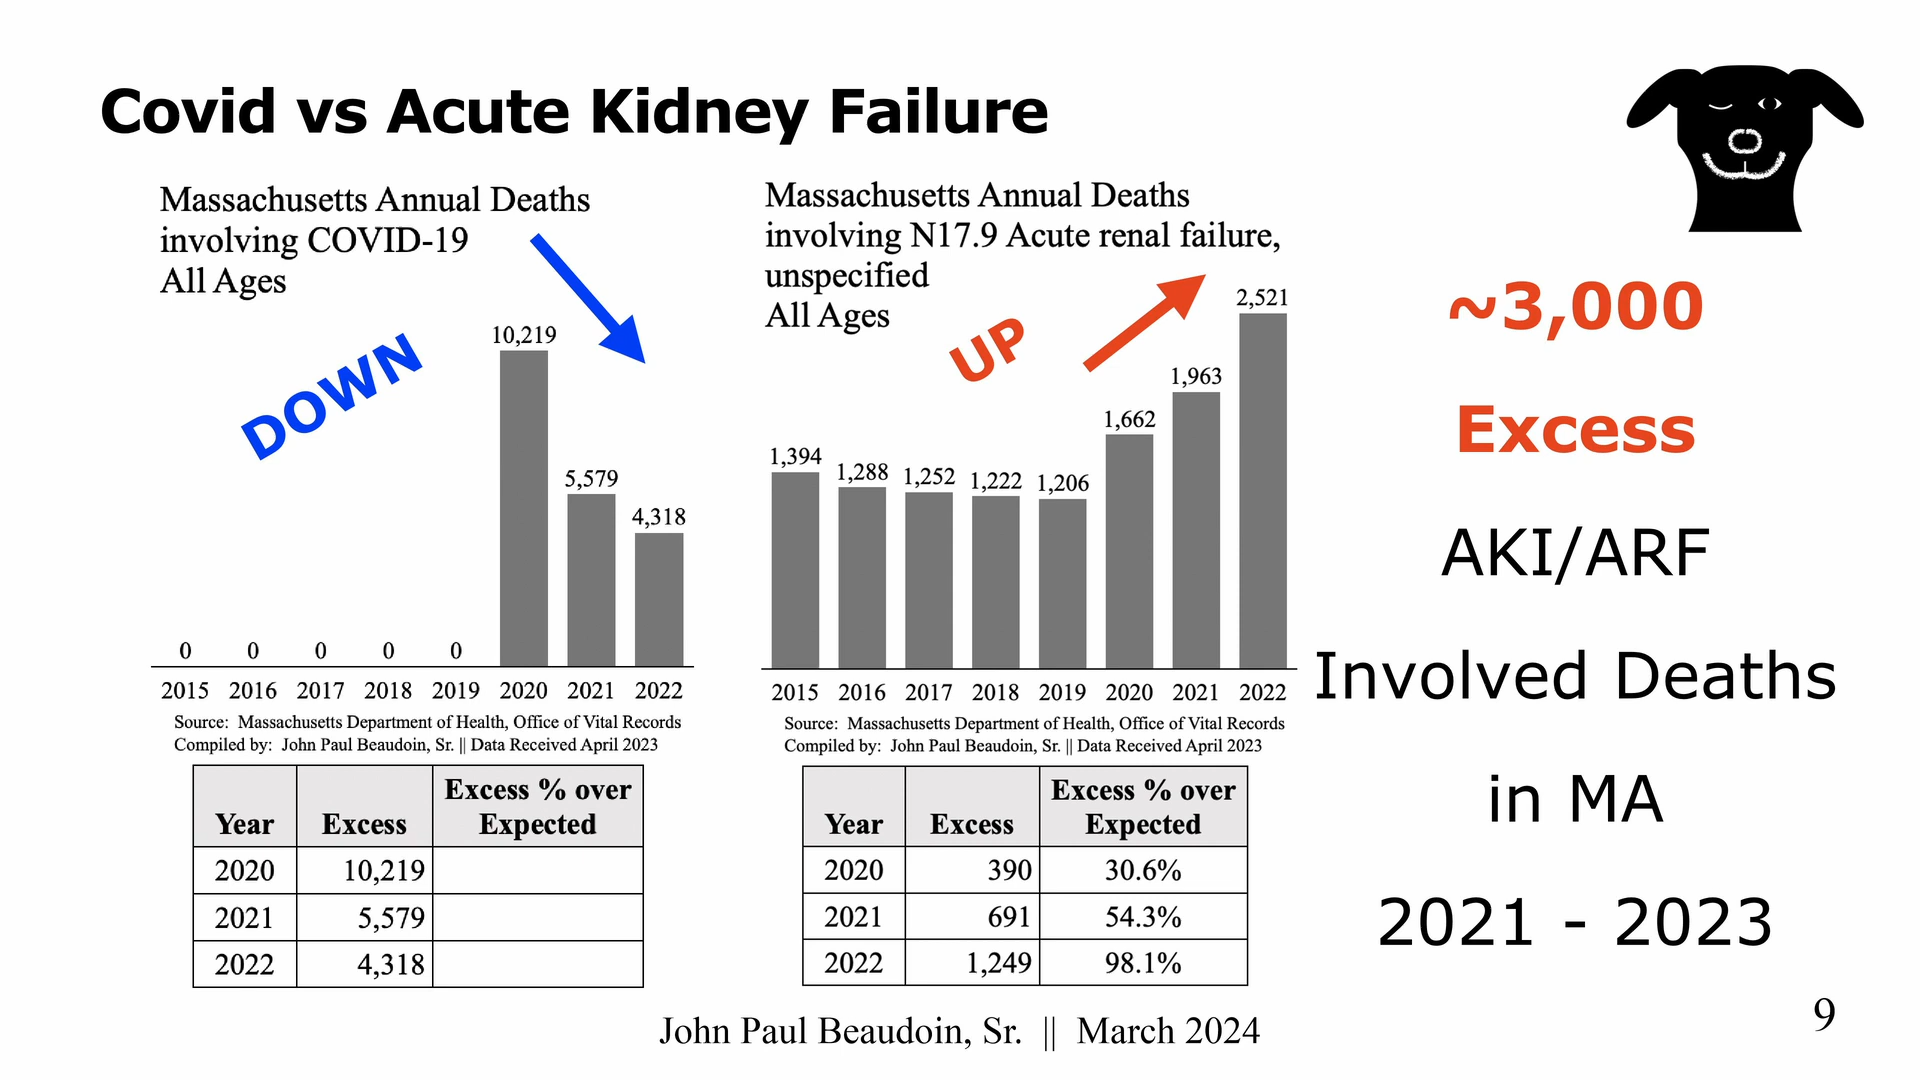 Covid vs Acute Kidney Failure
Massachusetts Annual Deaths
involving COVID-19
All Ages
DOWN
10,219
5,579
4,318
0 0 0 0 0
2015 2016 2017 2018 2019 2020 2021 2022
Source: Massachusetts Department of Health, Office of Vital Records
Compiled by: John Paul Beaudoin, Sr. || Data Received April 2023
Year Excess Excess % over Expected
2020 10,219
2021 5,579
2022 4,318
Massachusetts Annual Deaths
involving N17.9 Acute renal failure,
unspecified
All Ages
UP
1,394 1,288 1,252 1,222 1,206 1,662 1,963 2,521
2015 2016 2017 2018 2019 2020 2021 2022
Source: Massachusetts Department of Health, Office of Vital Records
Compiled by: John Paul Beaudoin, Sr. || Data Received April 2023
Year Excess Excess % over Expected
2020 390 30.6%
2021 691 54.3%
2022 1,249 98.1%
~3,000
Excess
AKI/ARF
Involved Deaths
in MA
2021 - 2023
John Paul Beaudoin, Sr. || March 2024
9